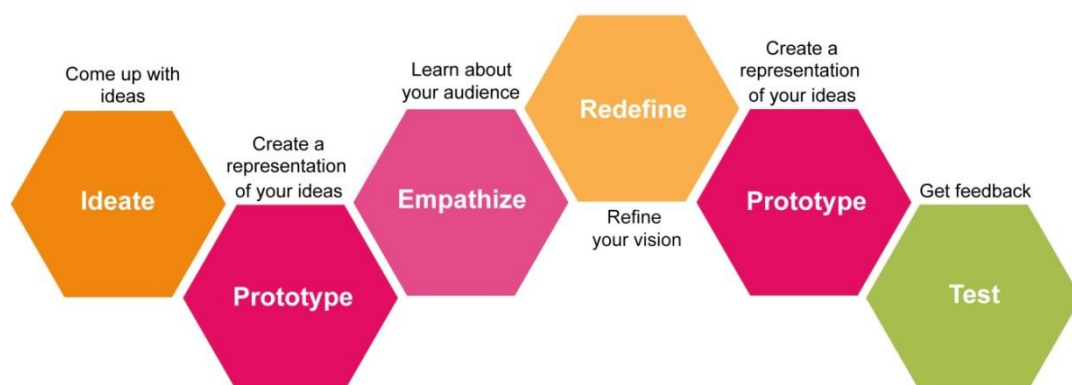 Come up with
ideas
Ideate
Create a
representation
of your ideas
Prototype
Learn about
your audience
Empathize
Redefine
Refine
your vision
Create a
representation
of your ideas
Prototype
Get feedback
Test